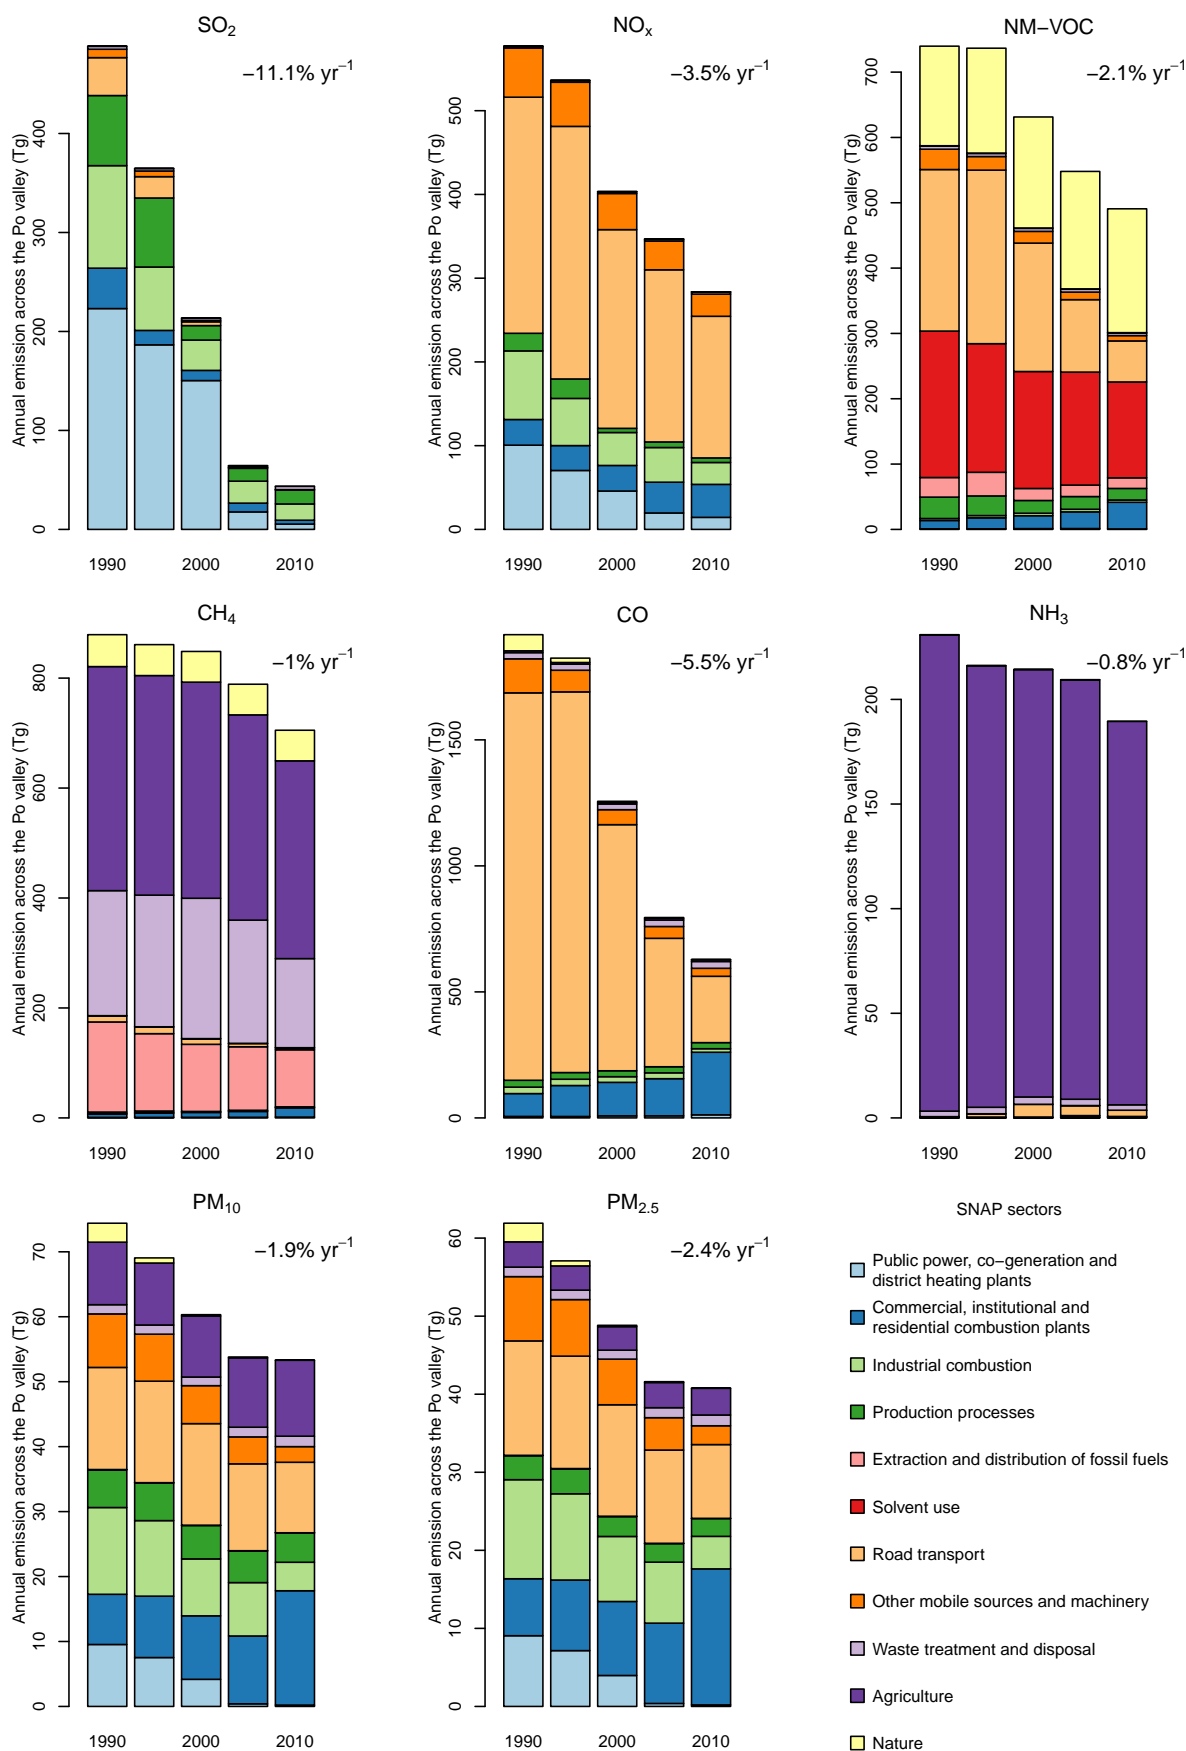 SO2
−11.1% yr−1
Annual emission across the Po valley (Tg)
0
100
200
300
400
1990
2000
2010
NOx
−3.5% yr−1
Annual emission across the Po valley (Tg)
0
100
200
300
400
500
1990
2000
2010
NM−VOC
−2.1% yr−1
Annual emission across the Po valley (Tg)
0
100
200
300
400
500
600
700
1990
2000
2010
CH4
−1% yr−1
Annual emission across the Po valley (Tg)
0
200
400
600
800
1990
2000
2010
CO
−5.5% yr−1
Annual emission across the Po valley (Tg)
0
500
1000
1500
1990
2000
2010
NH3
−0.8% yr−1
Annual emission across the Po valley (Tg)
0
50
100
150
200
1990
2000
2010
PM10
−1.9% yr−1
Annual emission across the Po valley (Tg)
0
10
20
30
40
50
60
70
1990
2000
2010
PM2.5
−2.4% yr−1
Annual emission across the Po valley (Tg)
0
10
20
30
40
50
60
1990
2000
2010
SNAP sectors
Public power, co−generation and
district heating plants
Commercial, institutional and
residential combustion plants
Industrial combustion
Production processes
Extraction and distribution of fossil fuels
Solvent use
Road transport
Other mobile sources and machinery
Waste treatment and disposal
Agriculture
Nature